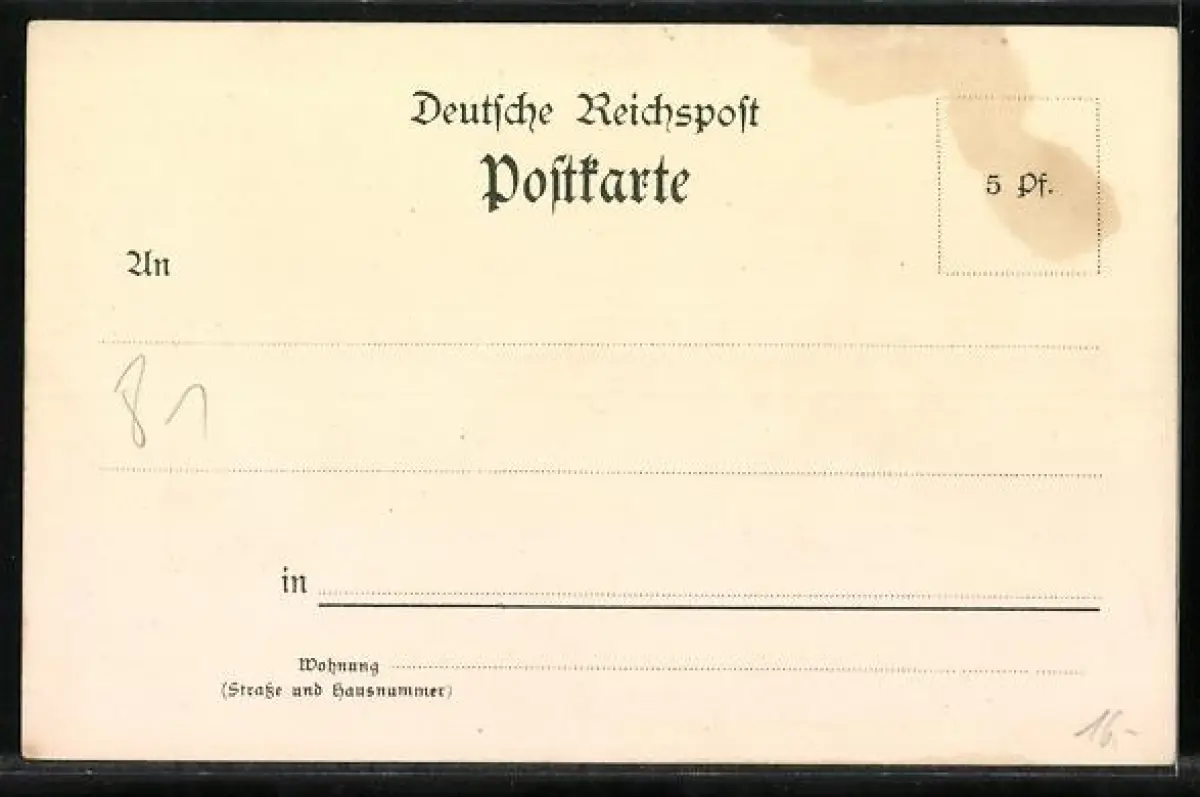 Deutsche Reichspost
Postkarte
5 Pf.
An
81
in
Wohnung
(Straße und Hausnummer)
16,-